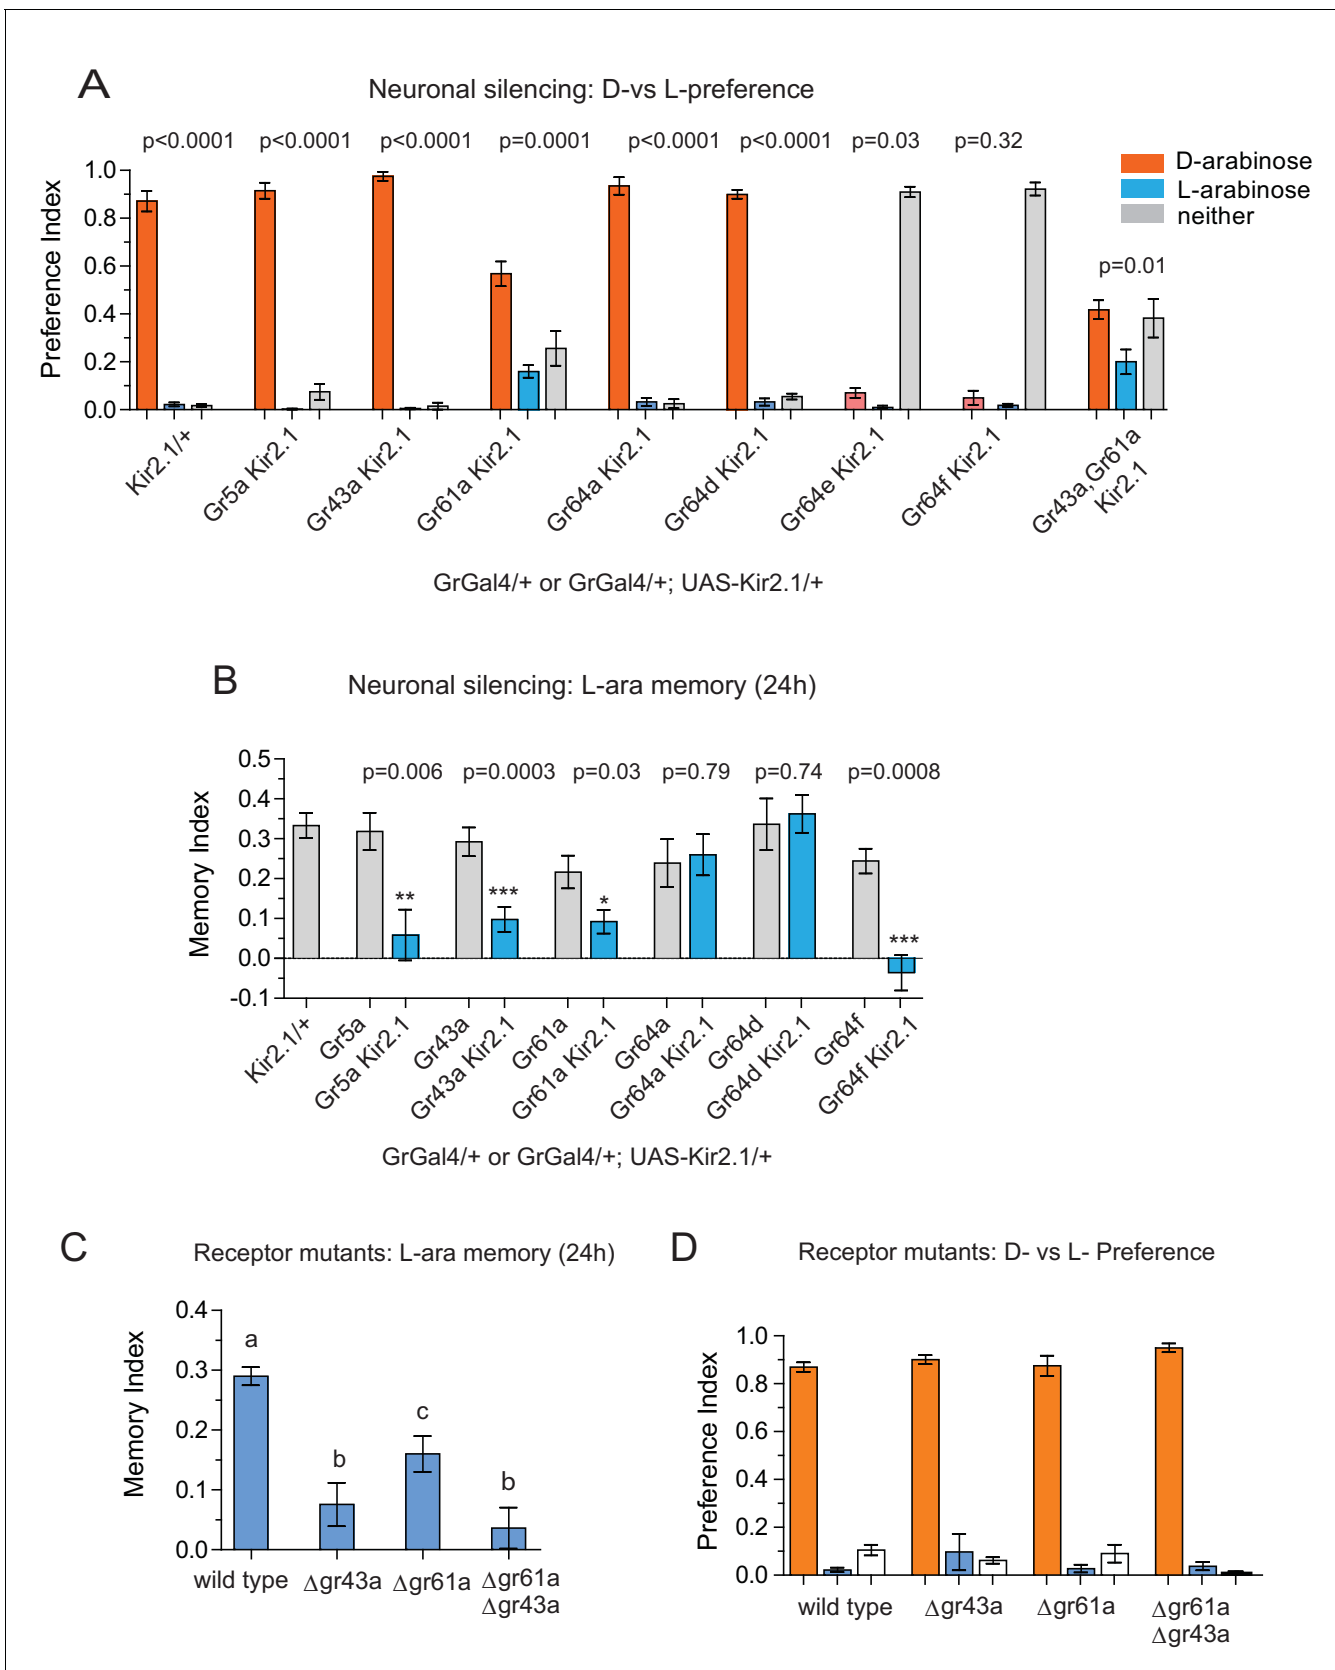 A
Neuronal silencing: D-vs L-preference
p<0.0001 p<0.0001 p<0.0001 p=0.0001 p<0.0001 p<0.0001 p=0.03 p=0.32
D-arabinose
L-arabinose
neither
p=0.01
Preference Index
1.0
0.8
0.6
0.4
0.2
0.0
Kir2.1/+
Gr5a Kir2.1
Gr43a Kir2.1
Gr61a Kir2.1
Gr64a Kir2.1
Gr64d Kir2.1
Gr64e Kir2.1
Gr64f Kir2.1
Gr43a, Gr61a
Kir2.1
GrGal4/+ or GrGal4/+; UAS-Kir2.1/+
B
Neuronal silencing: L-ara memory (24h)
p=0.006 p=0.0003 p=0.03 p=0.79 p=0.74 p=0.0008
Memory Index
0.5
0.4
0.3
0.2
0.1
0.0
-0.1
** *** * ***
Kir2.1/+
Gr5a
Gr5a Kir2.1
Gr43a
Gr43a Kir2.1
Gr61a
Gr61a Kir2.1
Gr64a
Gr64a Kir2.1
Gr64d
Gr64d Kir2.1
Gr64f
Gr64f Kir2.1
GrGal4/+ or GrGal4/+; UAS-Kir2.1/+
C
Receptor mutants: L-ara memory (24h)
Memory Index
0.4
0.3
0.2
0.1
0.0
a
b
c
b
wild type
Δgr43a
Δgr61a
Δgr61a
Δgr43a
D
Receptor mutants: D- vs L- Preference
Preference Index
1.0
0.8
0.6
0.4
0.2
0.0
wild type
Δgr43a
Δgr61a
Δgr61a
Δgr43a